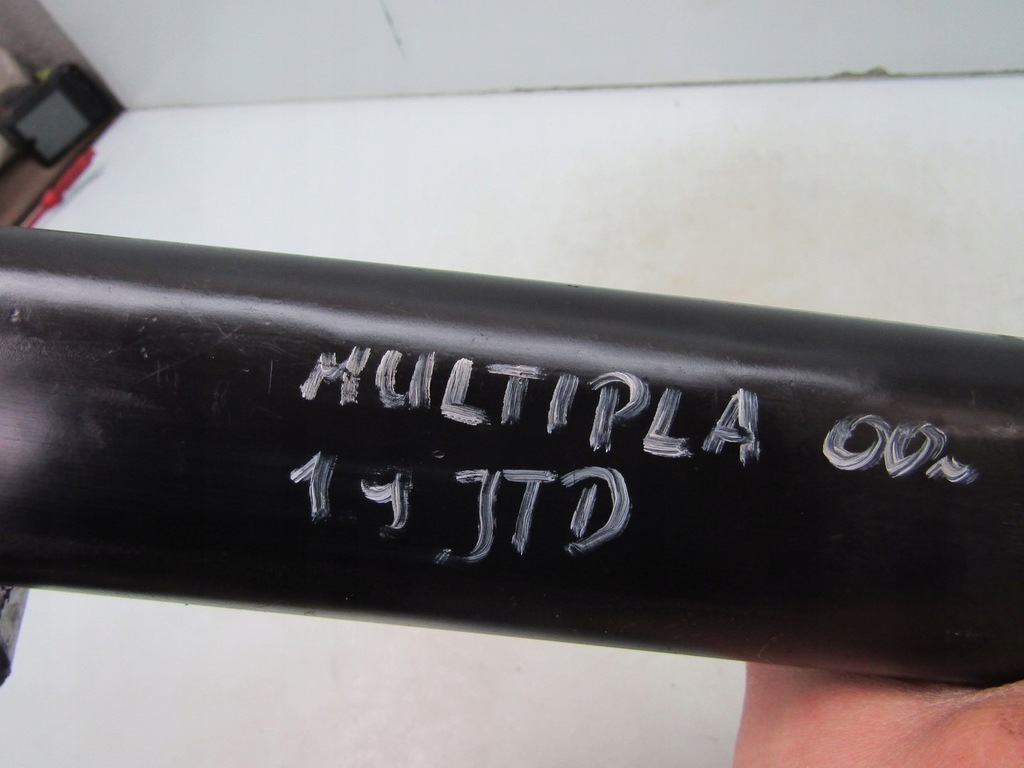 MULTIPLA 00~
1 9 JTD